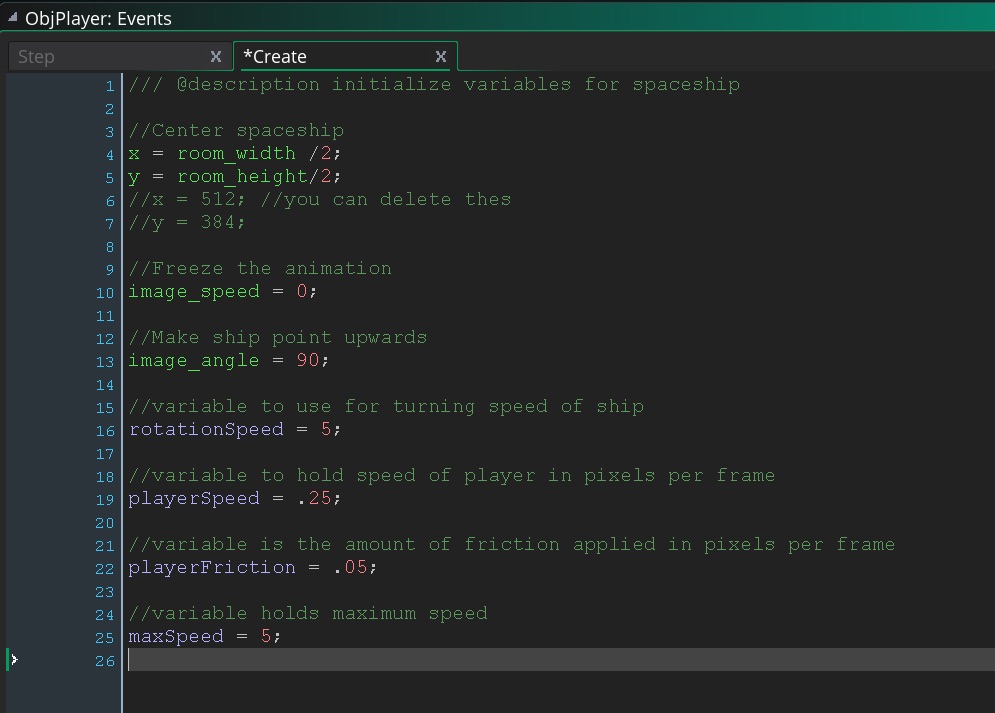 ObjPlayer: Events
Step X *Create X
1 /// @description initialize variables for spaceship
2
3 //Center spaceship
4 x = room_width /2;
5 y = room_height/2;
6 //x = 512; //you can delete thes
7 //y = 384;
8
9 //Freeze the animation
10 image_speed = 0;
11
12 //Make ship point upwards
13 image_angle = 90;
14
15 //variable to use for turning speed of ship
16 rotationSpeed = 5;
17
18 //variable to hold speed of player in pixels per frame
19 playerSpeed = .25;
20
21 //variable is the amount of friction applied in pixels per frame
22 playerFriction = .05;
23
24 //variable holds maximum speed
25 maxSpeed = 5;
26